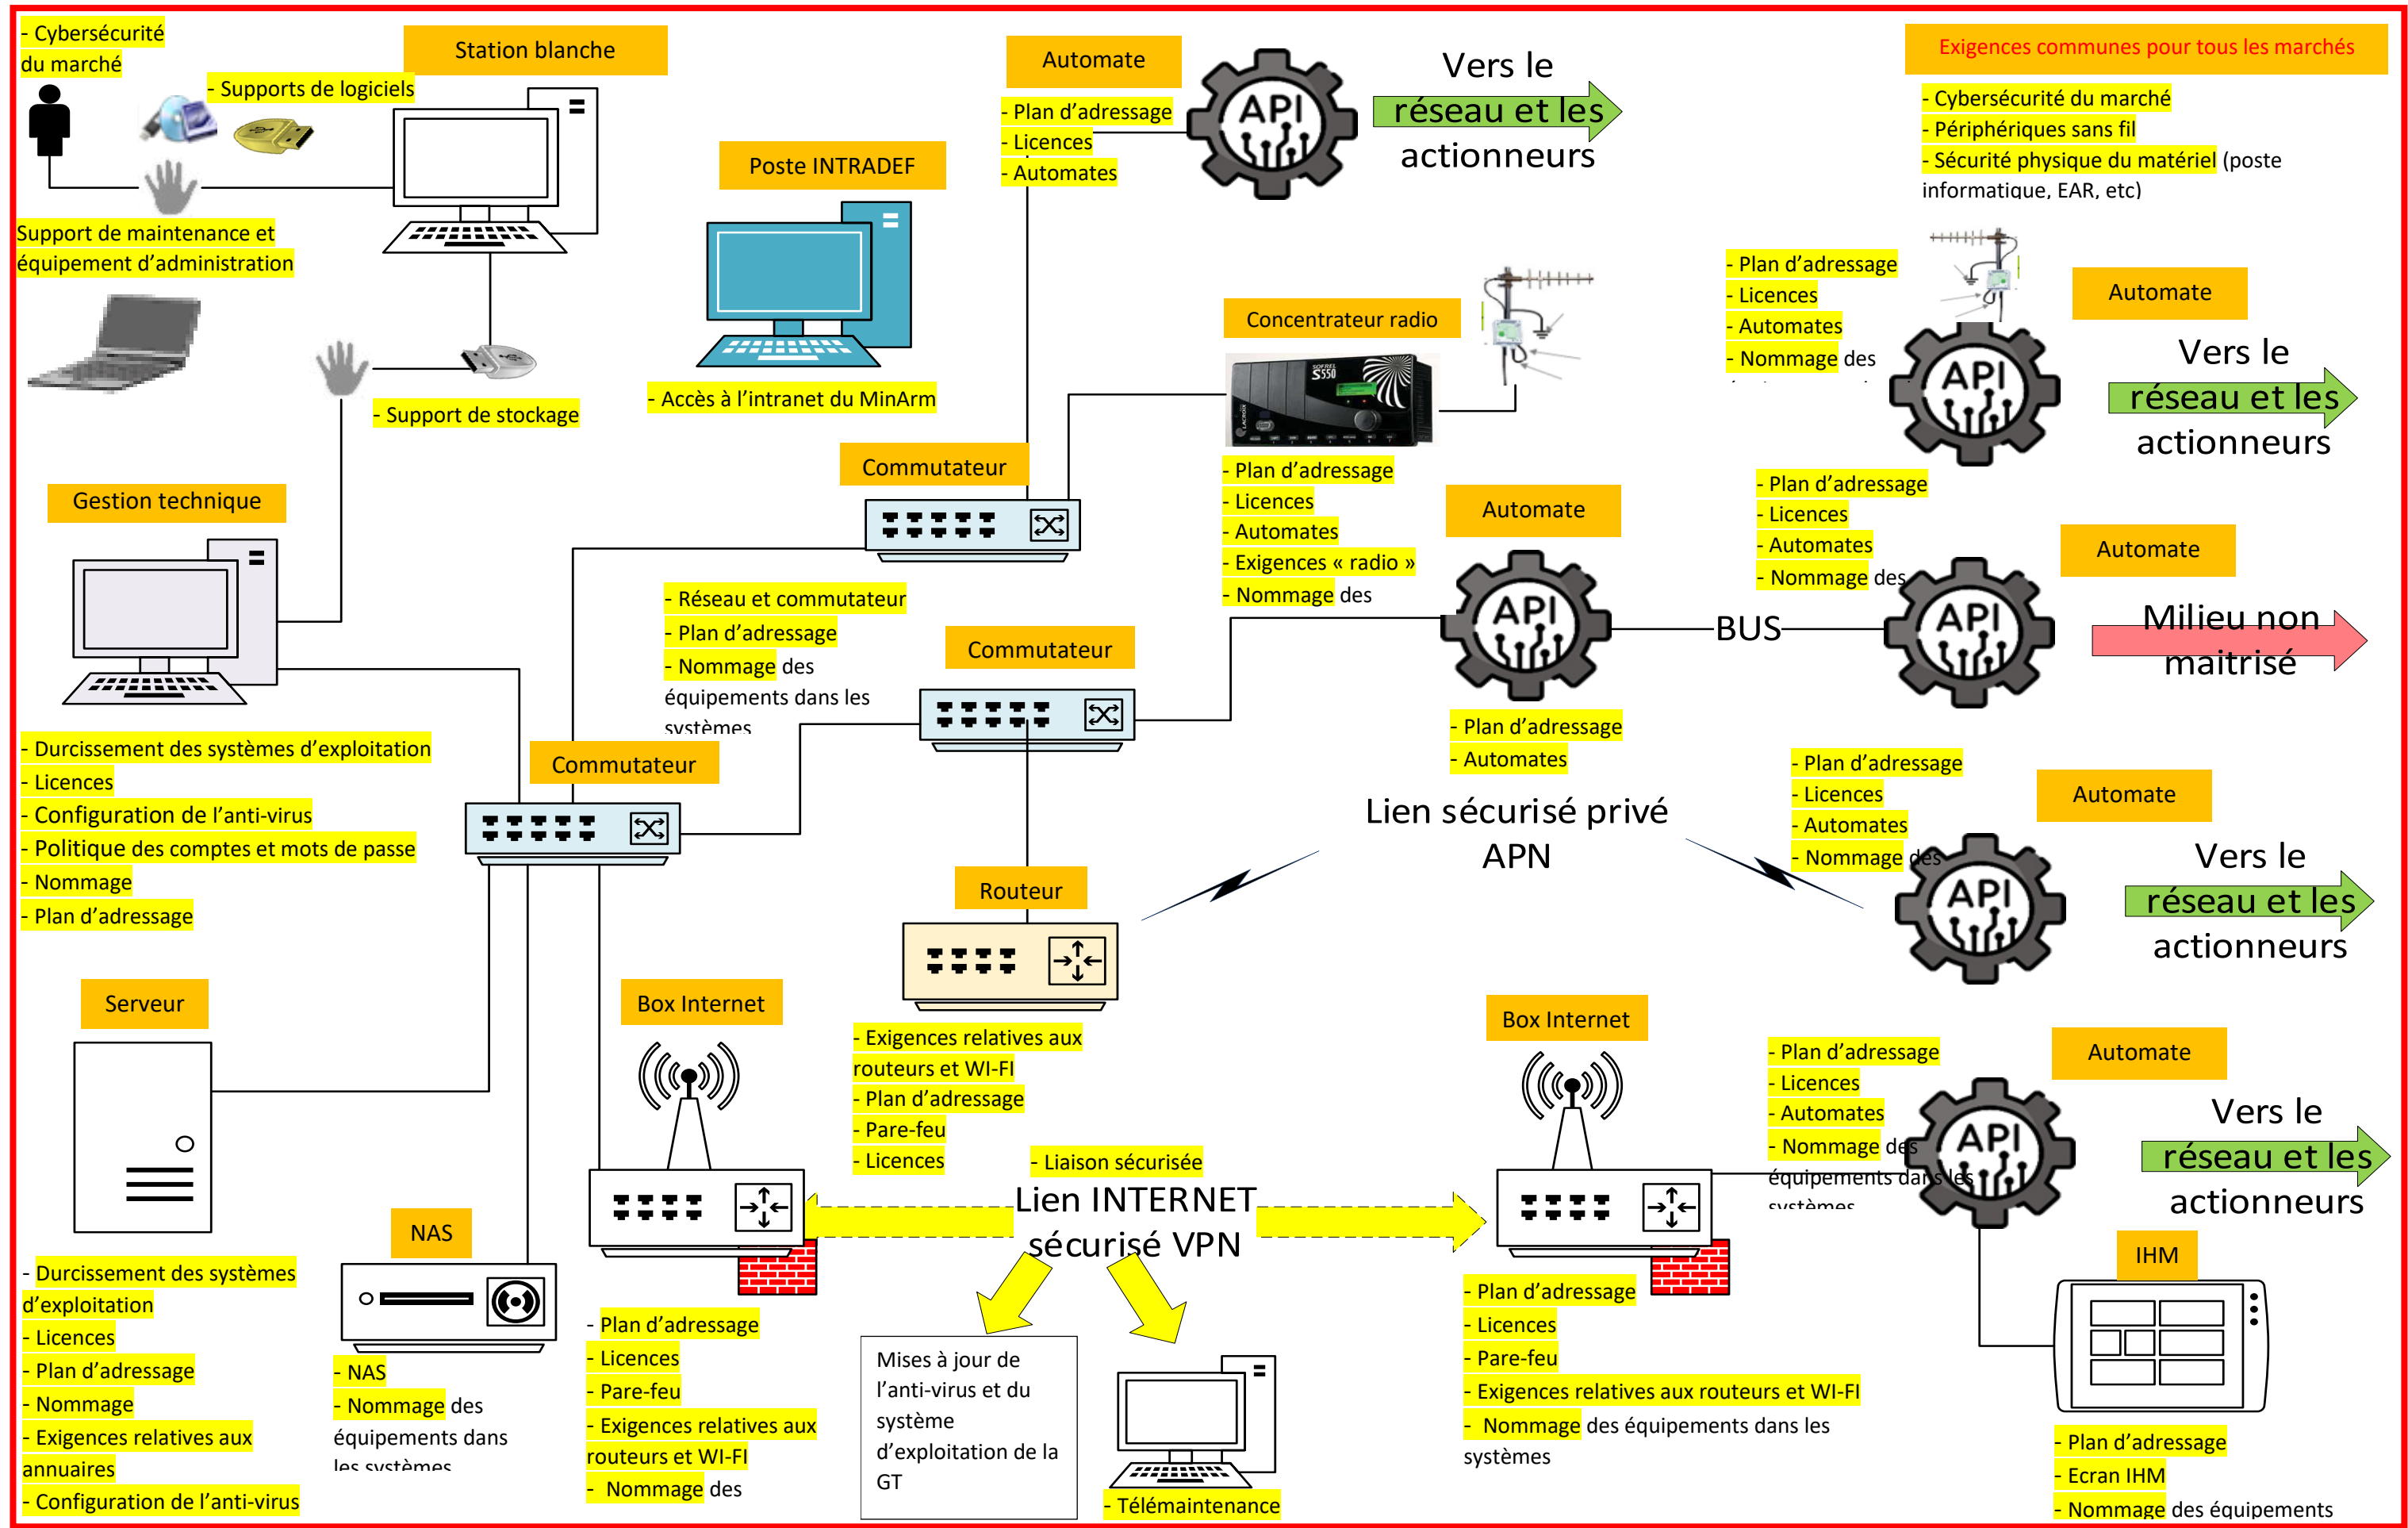 - Cybersécurité
du marché
Station blanche
- Supports de logiciels
Support de maintenance et
équipement d'administration
- Support de stockage
Poste INTRADEF
- Accès à l'intranet du MinArm
Automate
- Plan d'adressage
- Licences
- Automates
API
Vers le
réseau et les
actionneurs
Exigences communes pour tous les marchés
- Cybersécurité du marché
- Périphériques sans fil
- Sécurité physique du matériel (poste
informatique, EAR, etc)
Concentrateur radio
SOFREL
S550
LACROIX
- Plan d'adressage
- Licences
- Automates
- Exigences « radio »
- Nommage des
- Plan d'adressage
- Licences
- Automates
- Nommage des
Automate
API
Vers le
réseau et les
actionneurs
Gestion technique
- Durcissement des systèmes d'exploitation
- Licences
- Configuration de l'anti-virus
- Politique des comptes et mots de passe
- Nommage
- Plan d'adressage
Commutateur
- Réseau et commutateur
- Plan d'adressage
- Nommage des
équipements dans les
systèmes
Commutateur
Commutateur
Automate
API
- Plan d'adressage
- Automates
BUS
- Plan d'adressage
- Licences
- Automates
- Nommage des
Automate
API
Milieu non
maitrisé
Lien sécurisé privé
APN
- Plan d'adressage
- Licences
- Automates
- Nommage des
Automate
API
Vers le
réseau et les
actionneurs
Routeur
- Exigences relatives aux
routeurs et WI-FI
- Plan d'adressage
- Pare-feu
- Licences
Serveur
- Durcissement des systèmes
d'exploitation
- Licences
- Plan d'adressage
- Nommage
- Exigences relatives aux
annuaires
- Configuration de l'anti-virus
NAS
- NAS
- Nommage des
équipements dans
les systèmes
Box Internet
- Plan d'adressage
- Licences
- Pare-feu
- Exigences relatives aux
routeurs et WI-FI
- Nommage des
- Liaison sécurisée
Lien INTERNET
sécurisé VPN
Mises à jour de
l'anti-virus et du
système
d'exploitation de la
GT
- Télémaintenance
Box Internet
- Plan d'adressage
- Licences
- Pare-feu
- Exigences relatives aux routeurs et WI-FI
- Nommage des équipements dans les
systèmes
- Plan d'adressage
- Licences
- Automates
- Nommage des
équipements dans les
systèmes
Automate
API
Vers le
réseau et les
actionneurs
IHM
- Plan d'adressage
- Ecran IHM
- Nommage des équipements